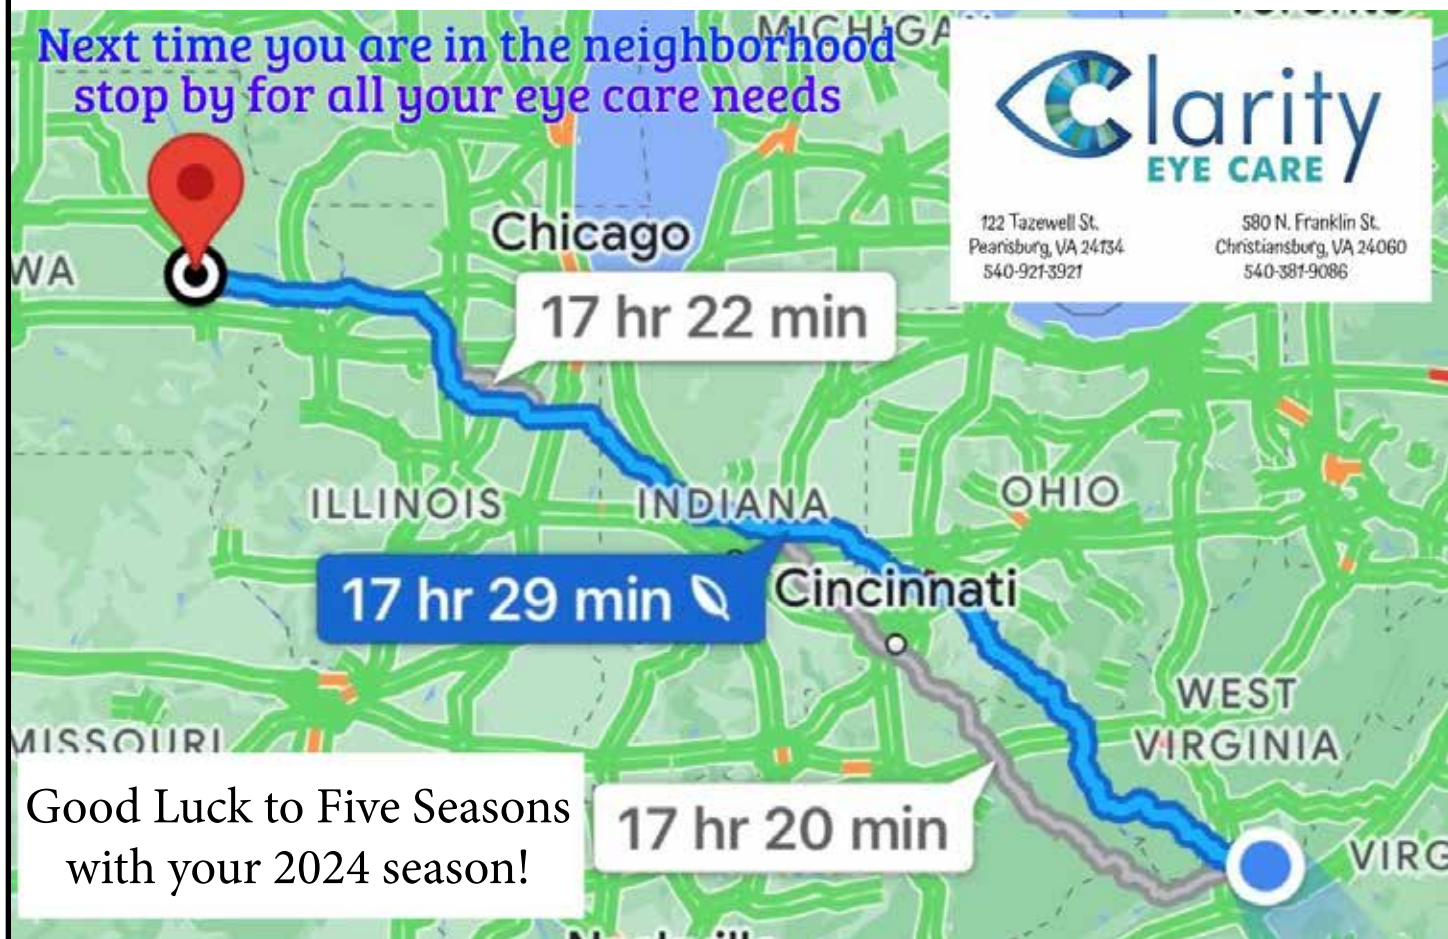 Next time you are in the neighborhood
stop by for all your eye care needs
Clarity
EYE CARE
122 Tazewell St.
Pearisburg, VA 24134
540-921-3921
580 N. Franklin St.
Christiansburg, VA 24060
540-381-9086
Chicago
WA
17 hr 22 min
ILLINOIS
INDIANA
OHIO
17 hr 29 min
Cincinnati
WEST
VIRGINIA
MISSOURI
17 hr 20 min
VIRG
Good Luck to Five Seasons
with your 2024 season!